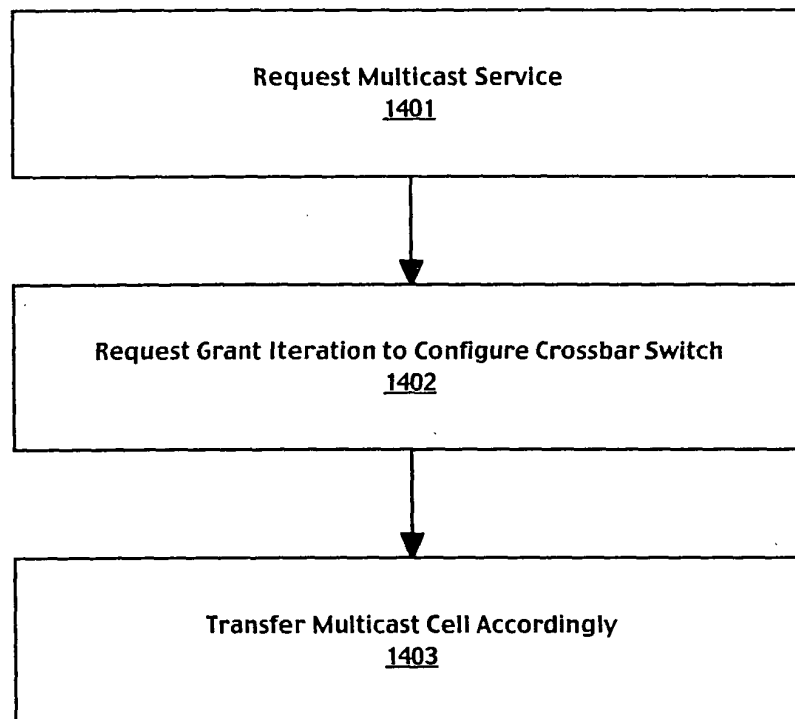 Request Multicast Service
1401
Request Grant Iteration to Configure Crossbar Switch
1402
Transfer Multicast Cell Accordingly
1403